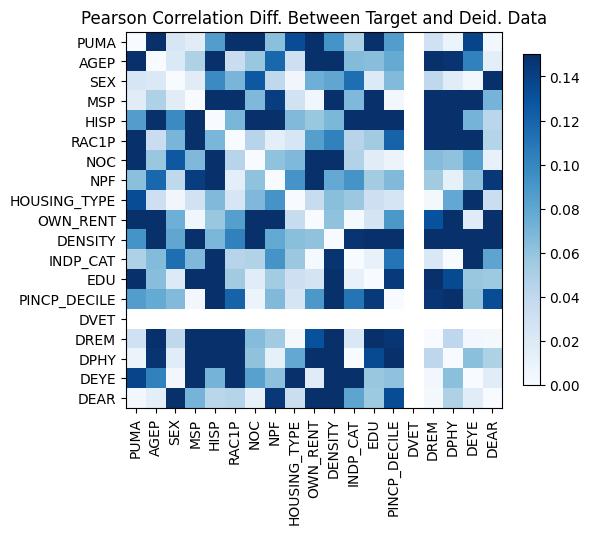 Pearson Correlation Diff. Between Target and Deid. Data
PUMA
AGEP
SEX
MSP
HISP
RAC1P
NOC
NPF
HOUSING_TYPE
OWN_RENT
DENSITY
INDP_CAT
EDU
PINCP_DECILE
DVET
DREM
DPHY
DEYE
DEAR
PUMA
AGEP
SEX
MSP
HISP
RAC1P
NOC
NPF
HOUSING_TYPE
OWN_RENT
DENSITY
INDP_CAT
EDU
PINCP_DECILE
DVET
DREM
DPHY
DEYE
DEAR
0.14
0.12
0.10
0.08
0.06
0.04
0.02
0.00